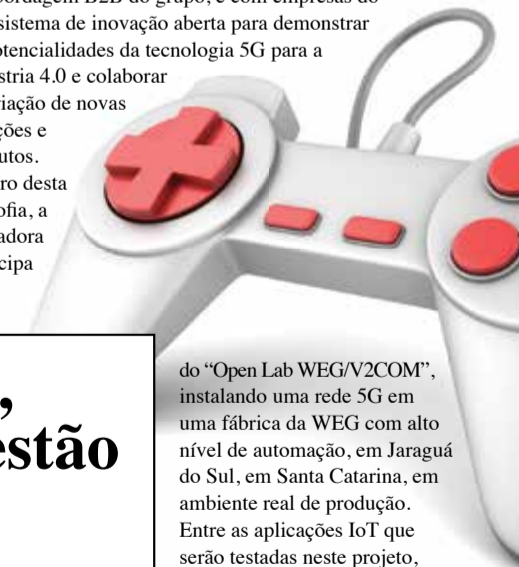 bordagem B2B do grupo, e com empresas do
sistema de inovação aberta para demonstrar
otencialidades da tecnologia 5G para a
stria 4.0 e colaborar
riação de novas
ções e
utos.
ro desta
ofia, a
adora
cipa
,
estão
do “Open Lab WEG/V2COM”,
instalando uma rede 5G em
uma fábrica da WEG com alto
nível de automação, em Jaraguá
do Sul, em Santa Catarina, em
ambiente real de produção.
Entre as aplicações IoT que
serão testadas neste projeto,